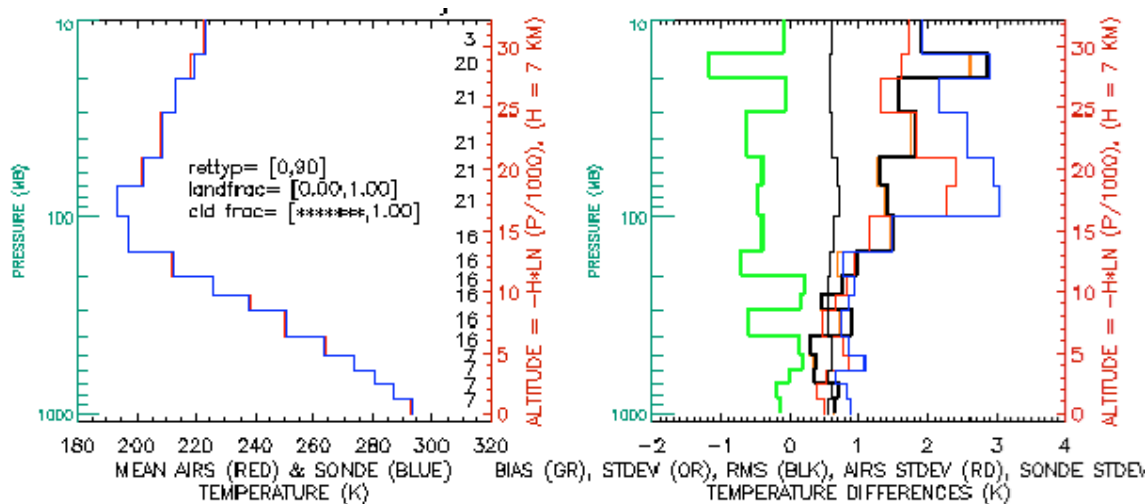 10
100
1000
PRESSURE (MB)
rettyp= [0,90]
landfrac= [0.00,1.00]
cld frac= [*******,1.00]
3
20
21
21
21
21
16
16
16
16
16
7
7
7
7
30
25
20
15
10
5
0
ALTITUDE = -H*LN (P/100Ω), (H = 7 KM)
180 200 220 240 260 280 300 320
MEAN AIRS (RED) & SONDE (BLUE)
TEMPERATURE (K)
10
100
1000
PRESSURE (MB)
30
25
20
15
10
5
0
ALTITUDE = -H*LN (P/100Ω), (H = 7 KM)
-2 -1 0 1 2 3 4
BIAS (GR), STDEV (OR), RMS (BLK), AIRS STDEV (RD), SONDE STDEV
TEMPERATURE DIFFERENCES (K)